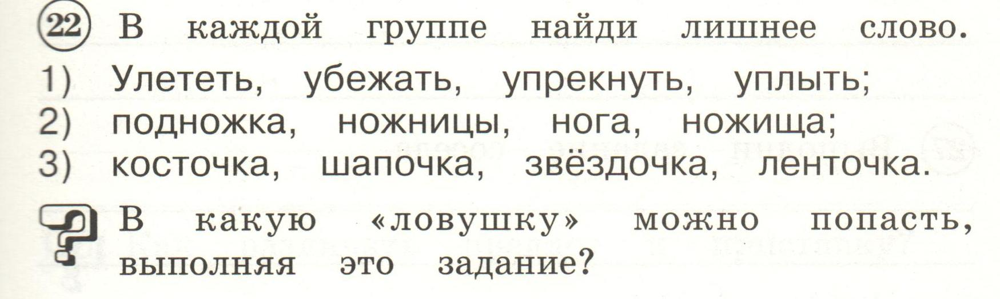 22 В каждой группе найди лишнее слово.
1) Улететь, убежать, упрекнуть, уплыть;
2) подножка, ножницы, нога, ножища;
3) косточка, шапочка, звёздочка, ленточка.
В какую «ловушку» можно попасть,
выполняя это задание?